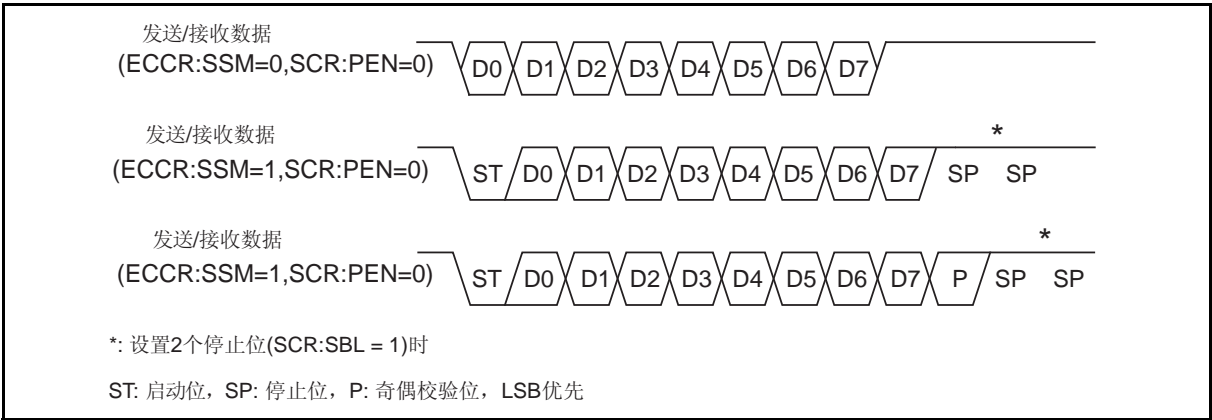 发送/接收数据
(ECCR:SSM=0,SCR:PEN=0) D0 D1 D2 D3 D4 D5 D6 D7
发送/接收数据 *
(ECCR:SSM=1,SCR:PEN=0) ST D0 D1 D2 D3 D4 D5 D6 D7 SP SP
发送/接收数据 *
(ECCR:SSM=1,SCR:PEN=0) ST D0 D1 D2 D3 D4 D5 D6 D7 P SP SP
*: 设置2个停止位(SCR:SBL = 1)时
ST: 启动位，SP: 停止位，P: 奇偶校验位，LSB优先